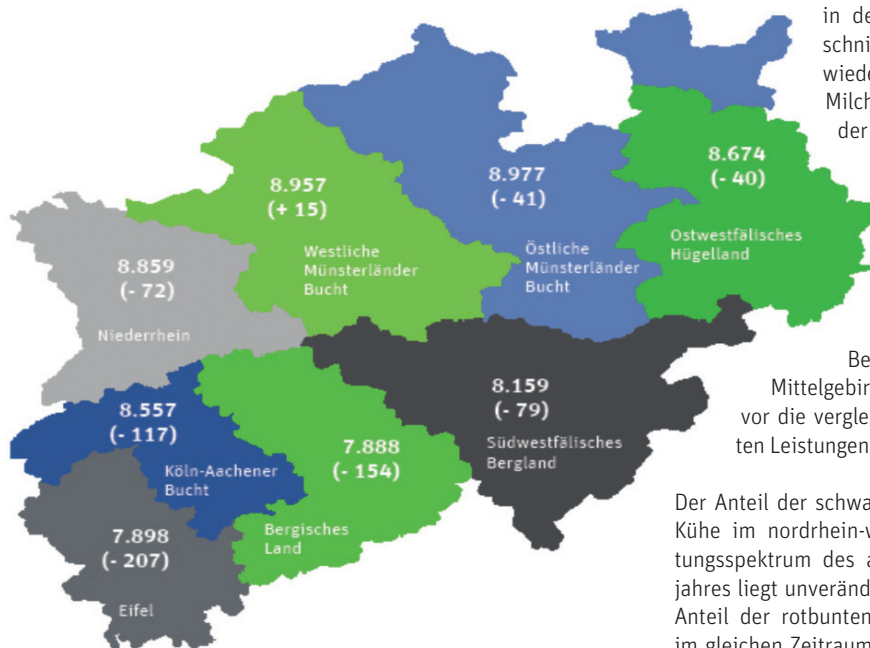 in de
schni
wiede
Milch
der
8.674
(- 40)
Ostwestfälisches
Hügelland
8.977
(- 41)
Östliche
Münsterländer
Bucht
8.957
(+ 15)
Westliche
Münsterländer
Bucht
8.859
(- 72)
Niederrhein
8.557
(- 117)
Köln-Aachener
Bucht
7.888
(- 154)
Bergisches
Land
8.159
(- 79)
Südwestfälisches
Bergland
7.898
(- 207)
Eifel
Be
Mittelgebir
vor die vergle
ten Leistungen
Der Anteil der schwa
Kühe im nordrhein-v
tungsspektrum des a
jahres liegt unveränd
Anteil der rotbunten
im gleichen Zeitraum